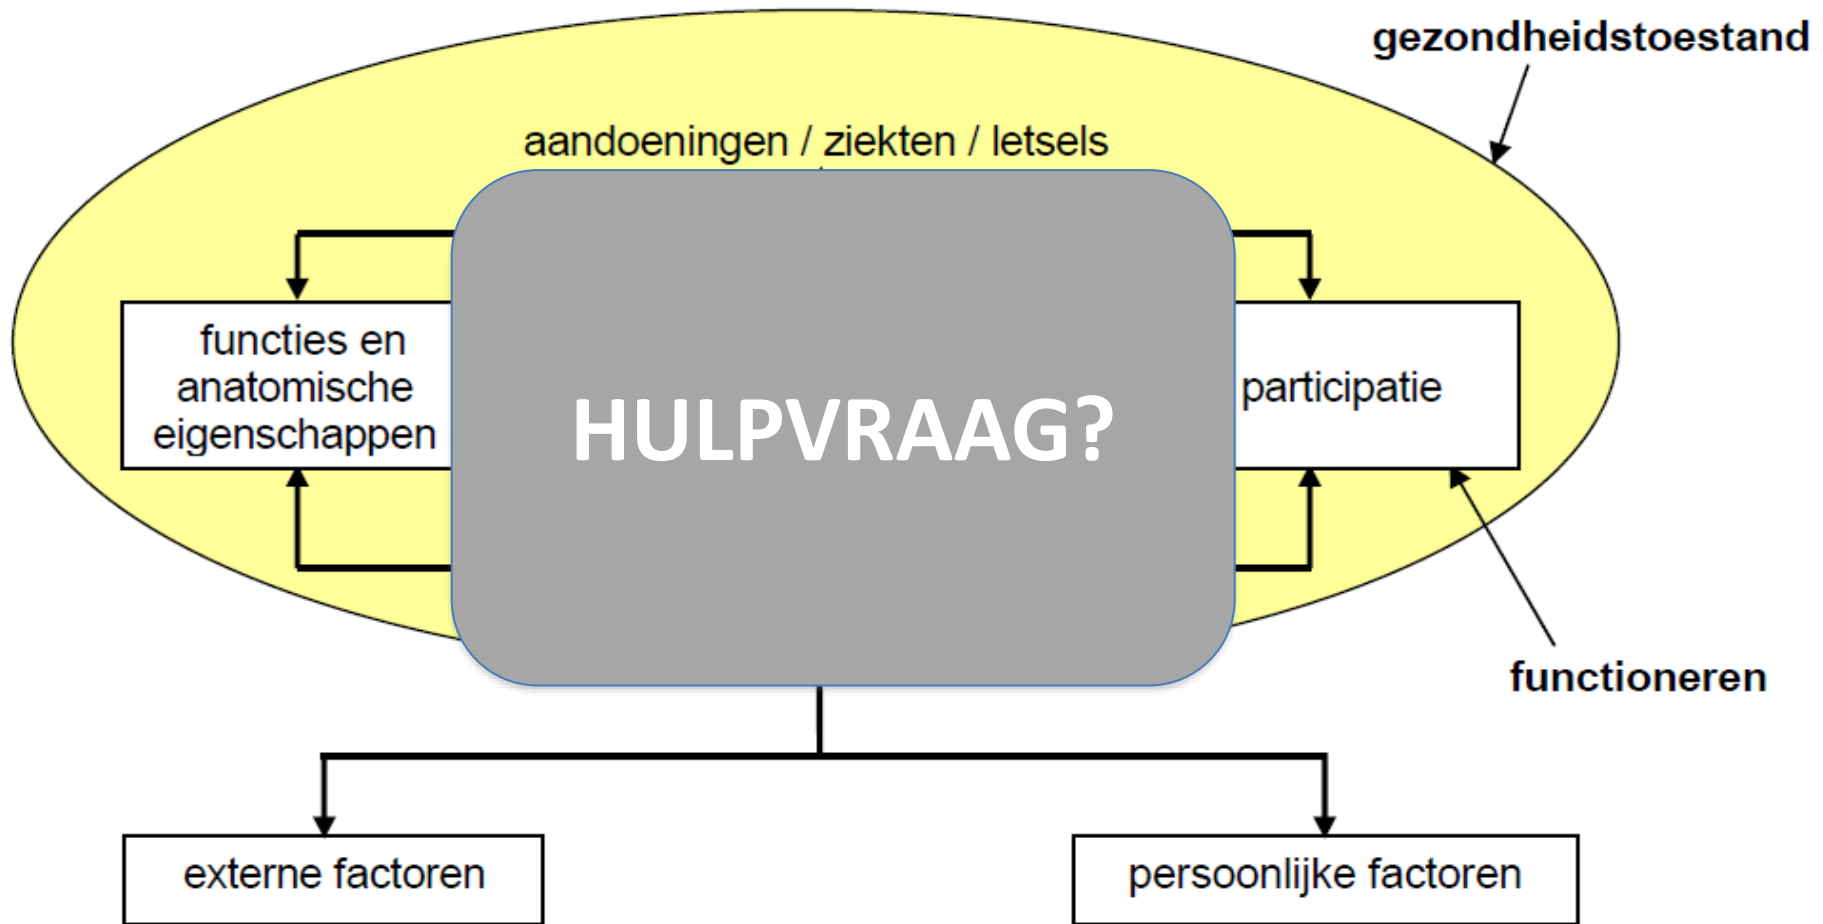 gezondheidstoestand
aandoeningen / ziekten / letsels
functies en
anatomische
eigenschappen
HULPVRAAG?
participatie
functioneren
externe factoren
persoonlijke factoren